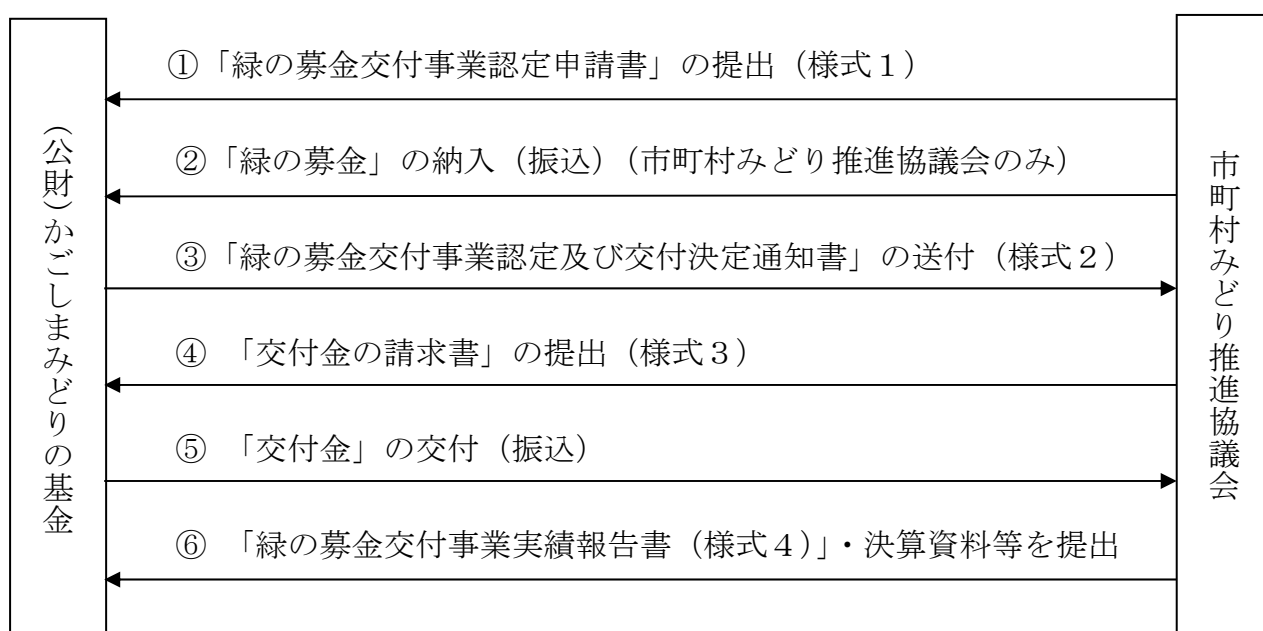 （公財）かごしまみどりの基金
①「緑の募金交付事業認定申請書」の提出（様式１）
②「緑の募金」の納入（振込）（市町村みどり推進協議会のみ）
③「緑の募金交付事業認定及び交付決定通知書」の送付（様式２）
④ 「交付金の請求書」の提出（様式３）
⑤ 「交付金」の交付（振込）
⑥ 「緑の募金交付事業実績報告書（様式４）」・決算資料等を提出
市町村みどり推進協議会